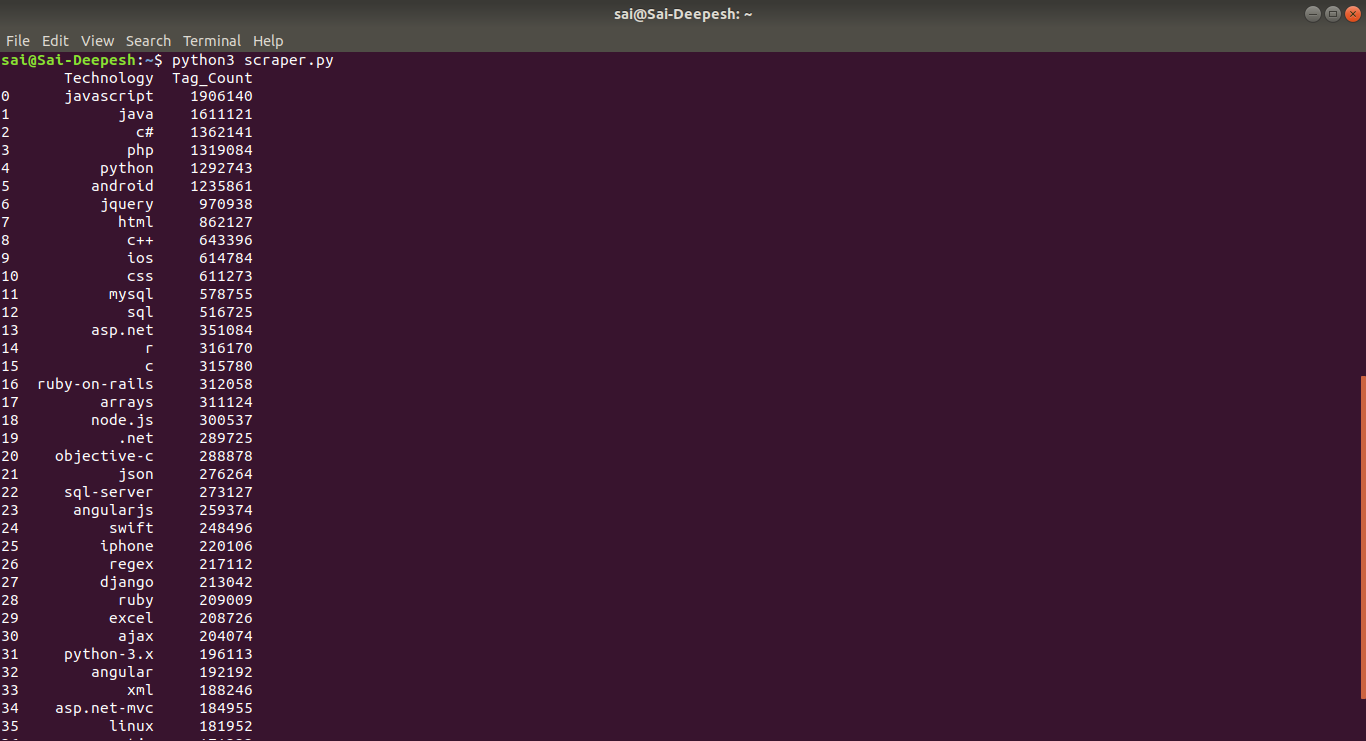 sai@Sai-Deepesh: ~
File Edit View Search Terminal Help
sai@Sai-Deepesh:~$ python3 scraper.py
Technology Tag_Count
0 javascript 1906140
1 java 1611121
2 c# 1362141
3 php 1319084
4 python 1292743
5 android 1235861
6 jquery 970938
7 html 862127
8 c++ 643396
9 ios 614784
10 css 611273
11 mysql 578755
12 sql 516725
13 asp.net 351084
14 r 316170
15 c 315780
16 ruby-on-rails 312058
17 arrays 311124
18 node.js 300537
19 .net 289725
20 objective-c 288878
21 json 276264
22 sql-server 273127
23 angularjs 259374
24 swift 248496
25 iphone 220106
26 regex 217112
27 django 213042
28 ruby 209009
29 excel 208726
30 ajax 204074
31 python-3.x 196113
32 angular 192192
33 xml 188246
34 asp.net-mvc 184955
35 linux 181952